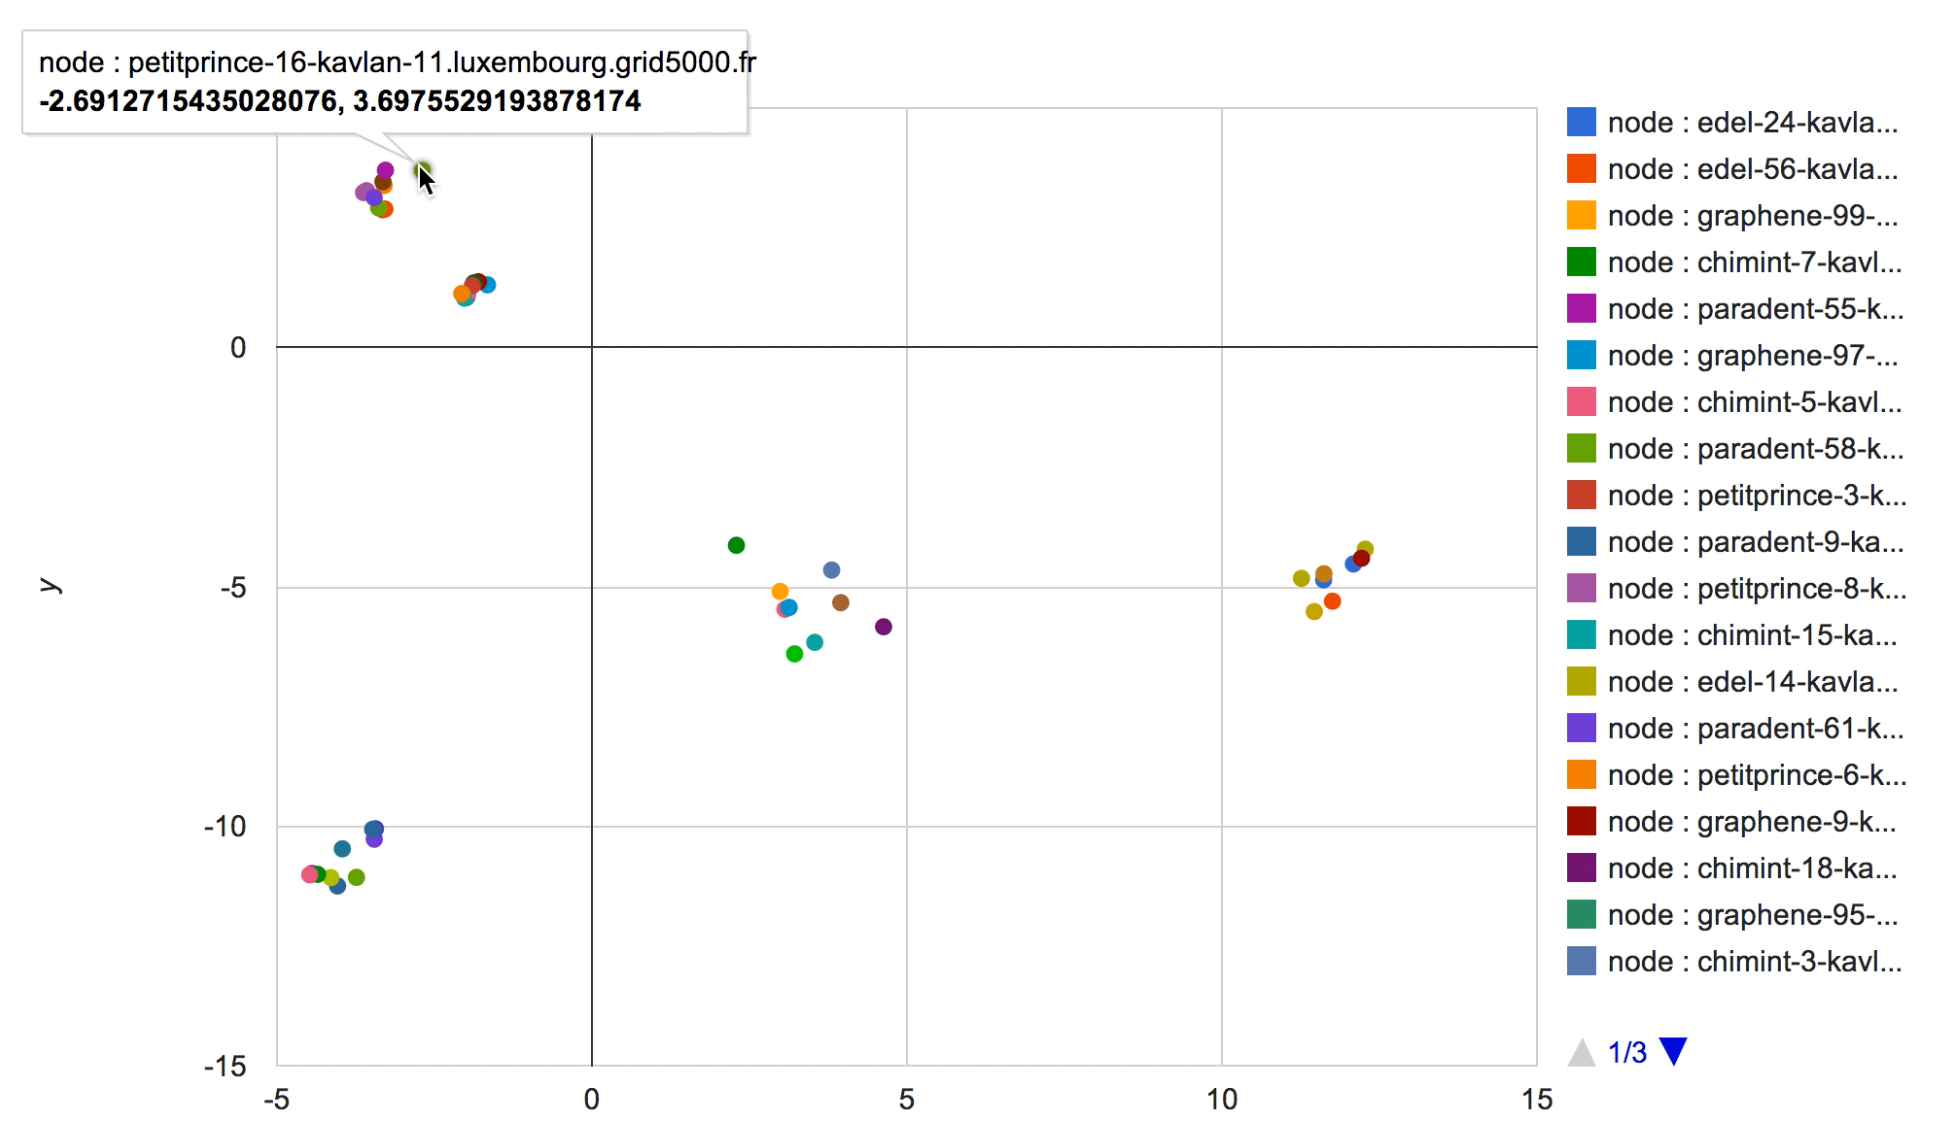 node : petitprince-16-kavlan-11.luxembourg.grid5000.fr
-2.6912715435028076, 3.6975529193878174
0
-5
-10
-15
y
-5
0
5
10
15
node : edel-24-kavla...
node : edel-56-kavla...
node : graphene-99-...
node : chimint-7-kavl...
node : paradent-55-k...
node : graphene-97-...
node : chimint-5-kavl...
node : paradent-58-k...
node : petitprince-3-k...
node : paradent-9-ka...
node : petitprince-8-k...
node : chimint-15-ka...
node : edel-14-kavla...
node : paradent-61-k...
node : petitprince-6-k...
node : graphene-9-k...
node : chimint-18-ka...
node : graphene-95-...
node : chimint-3-kavl...
1/3